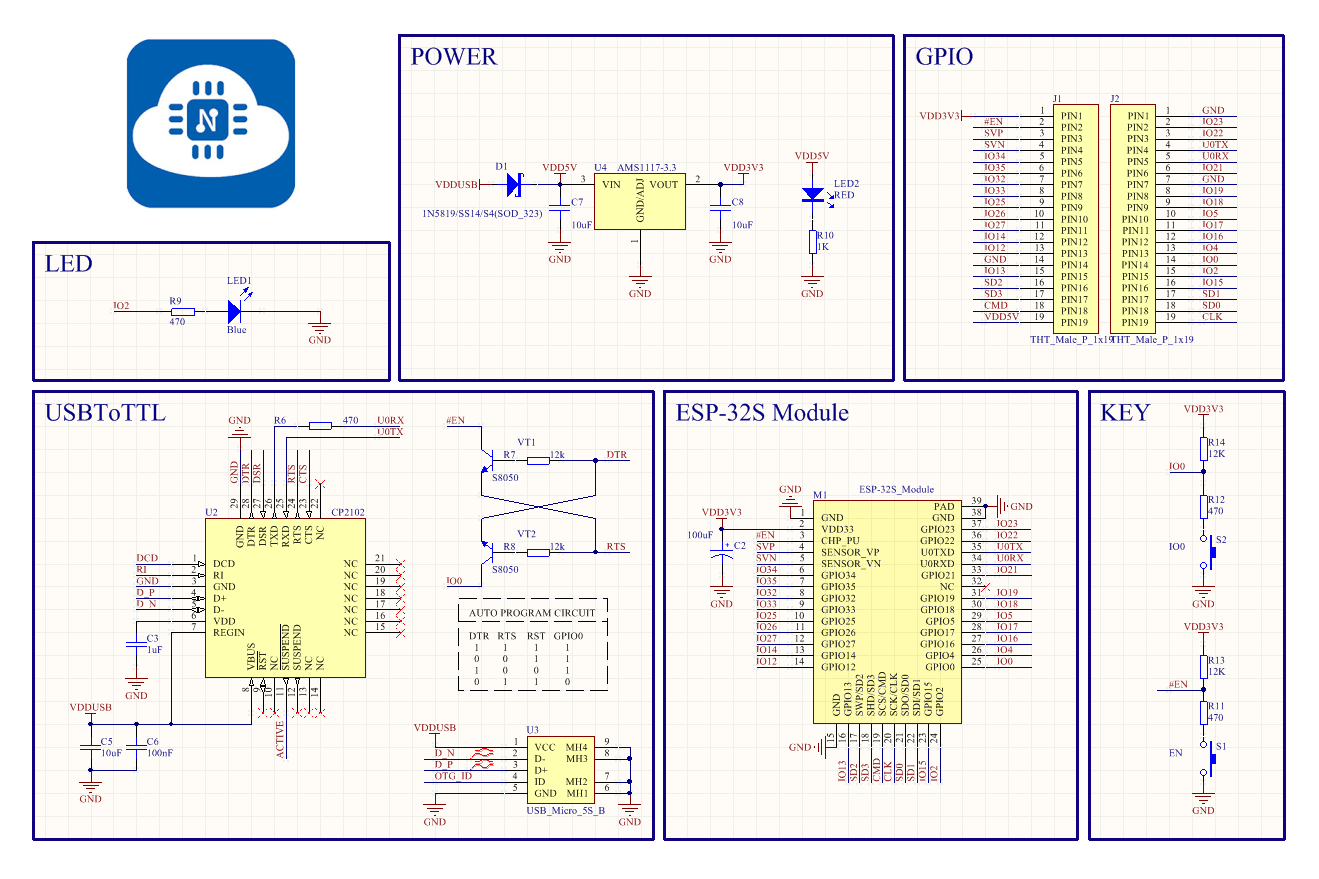 N
POWER
D1
VDDUSB
1N5819/SS14/S4(SOD_323)
VDD5V
C7
10uF
GND
U4 AMS1117-3.3
3 VIN VOUT 2
GND/ADJ
1
GND
VDD3V3
C8
10uF
GND
VDD5V
LED2
RED
R10
1K
GND
GPIO
J1 J2
VDD3V3 1 PIN1 PIN1 1 GND
#EN 2 PIN2 PIN2 2 IO23
SVP 3 PIN3 PIN3 3 IO22
SVN 4 PIN4 PIN4 4 U0TX
IO34 5 PIN5 PIN5 5 U0RX
IO35 6 PIN6 PIN6 6 IO21
IO32 7 PIN7 PIN7 7 GND
IO33 8 PIN8 PIN8 8 IO19
IO25 9 PIN9 PIN9 9 IO18
IO26 10 PIN10 PIN10 10 IO5
IO27 11 PIN11 PIN11 11 IO17
IO14 12 PIN12 PIN12 12 IO16
IO12 13 PIN13 PIN13 13 IO4
GND 14 PIN14 PIN14 14 IO0
IO13 15 PIN15 PIN15 15 IO2
SD2 16 PIN16 PIN16 16 IO15
SD3 17 PIN17 PIN17 17 SD1
CMD 18 PIN18 PIN18 18 SD0
VDD5V 19 PIN19 PIN19 19 CLK
THT_Male_P_1x19 THT_Male_P_1x19
LED
IO2
R9
470
LED1
Blue
GND
USBToTTL
GND
R6 470 U0RX
U0TX
GND DTR DSR RTS CTS
29 28 27 26 25 24 23 22
U2 CP2102
GND DTR DSR TXD RXD RTS CTS NC
DCD 1 DCD NC 21
RI 2 RI NC 20
GND 3 GND NC 19
D_P 4 D+ NC 18
D_N 5 D- NC 17
6 VDD NC 16
7 REGIN NC 15
VBUS RST NC SUSPEND SUSPEND NC NC
8 9 10 11 12 13 14
ACTIVE
C3
1uF
GND
VDDUSB
C5
10uF
C6
100nF
GND
#EN
VT1
R7 12k DTR
S8050
VT2
R8 12k RTS
S8050
IO0
AUTO PROGRAM CIRCUIT
DTR RTS RST GPIO0
1 1 1 1
0 0 1 1
1 0 0 1
0 1 1 0
VDDUSB
U3
1 VCC MH4 9
D_N 2 D- MH3 8
D_P 3 D+
OTG_ID 4 ID MH2 7
5 GND MH1 6
USB_Micro_5S_B
GND GND
ESP-32S Module
GND
M1 ESP-32S_Module
VDD3V3
100uF
C2
GND
PAD 39 GND
1 GND GND 38
2 VDD33 GPIO23 37 IO23
#EN 3 CHP_PU GPIO22 36 IO22
SVP 4 SENSOR_VP U0TXD 35 U0TX
SVN 5 SENSOR_VN U0RXD 34 U0RX
IO34 6 GPIO34 GPIO21 33 IO21
IO35 7 GPIO35 NC 32
IO32 8 GPIO32 GPIO19 31 IO19
IO33 9 GPIO33 GPIO18 30 IO18
IO25 10 GPIO25 GPIO5 29 IO5
IO26 11 GPIO26 GPIO17 28 IO17
IO27 12 GPIO27 GPIO16 27 IO16
IO14 13 GPIO14 GPIO4 26 IO4
IO12 14 GPIO12 GPIO0 25 IO0
GND GPIO13 SWP/SD2 SHD/SD3 SCS/CMD SCK/CLK SDO/SD0 SDI/SD1 GPIO15 GPIO2
15 16 17 18 19 20 21 22 23 24
GND
IO13 SD2 SD3 CMD CLK SD0 SD1 IO15 IO2
KEY
VDD3V3
R14
12K
IO0
R12
470
IO0 S2
GND
VDD3V3
R13
12K
#EN
R11
470
EN S1
GND